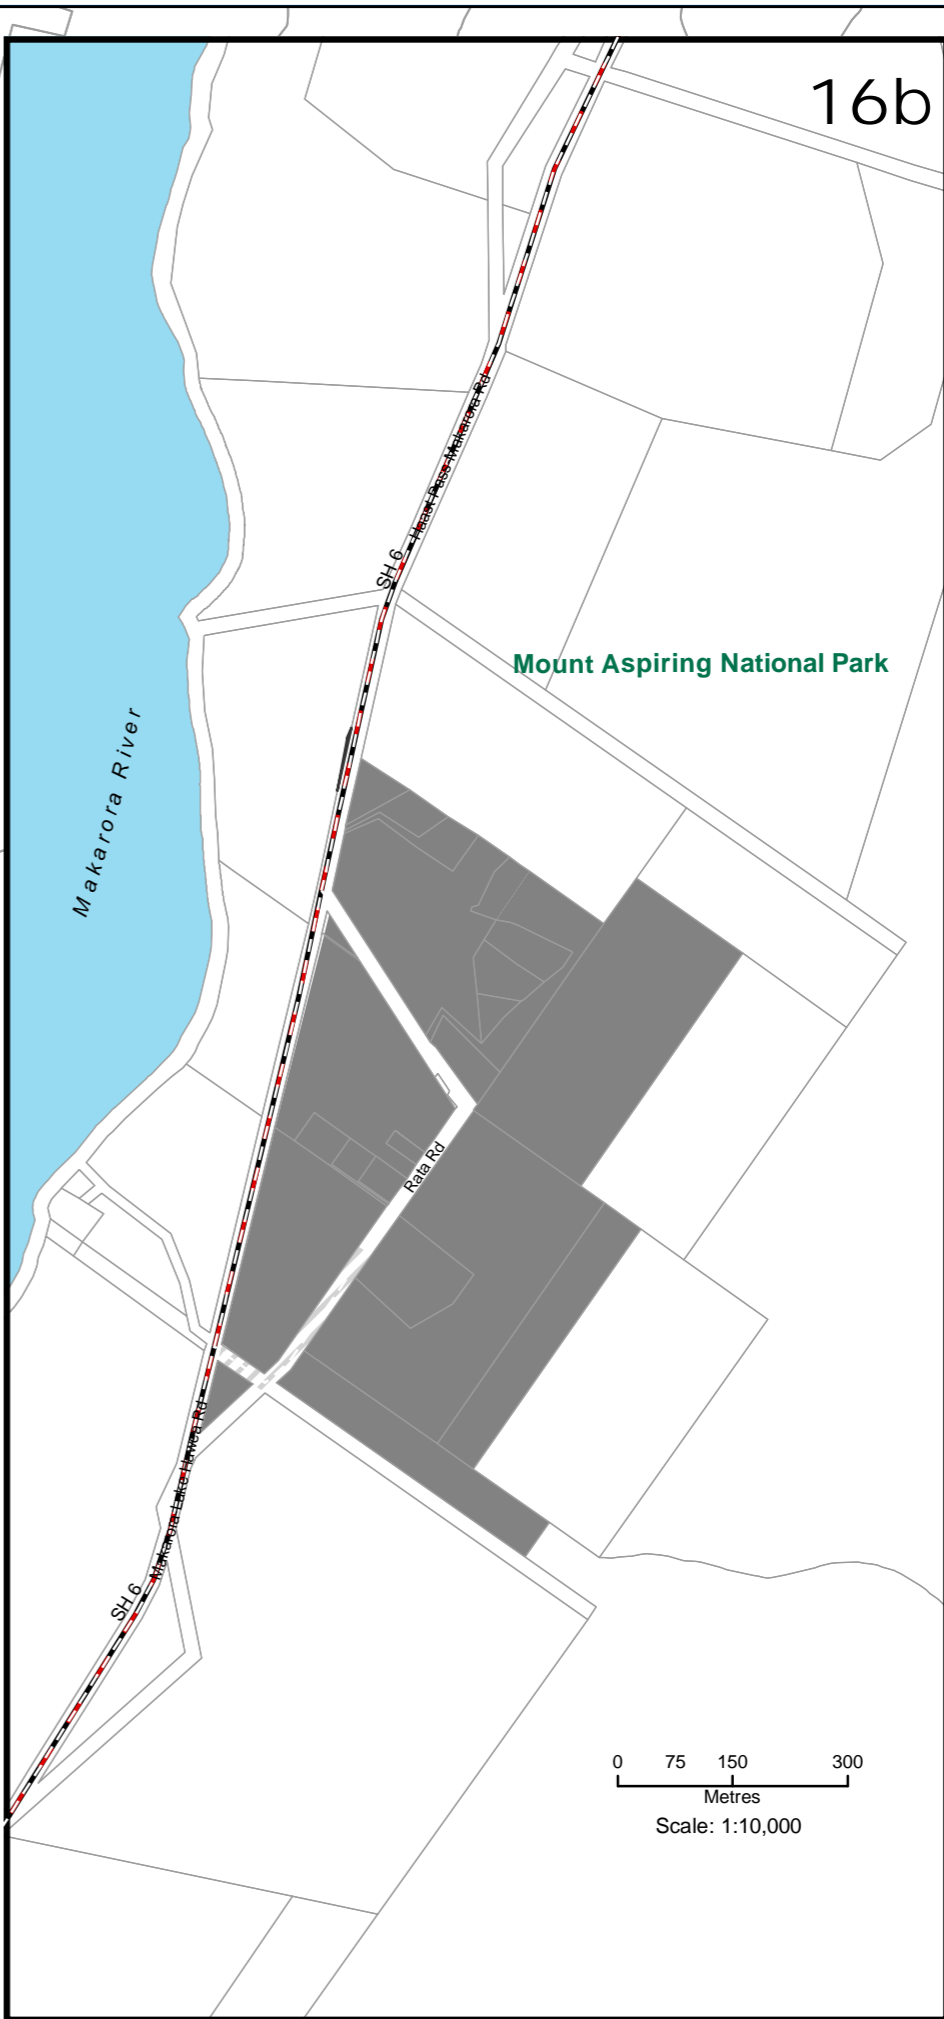 16b
Haast Pass-Makarora Rd
SH 6
Mount Aspiring National Park
Makarora River
Rata Rd
Makarora-Lake Hawea Rd
SH 6
0 75 150 300
Metres
Scale: 1:10,000